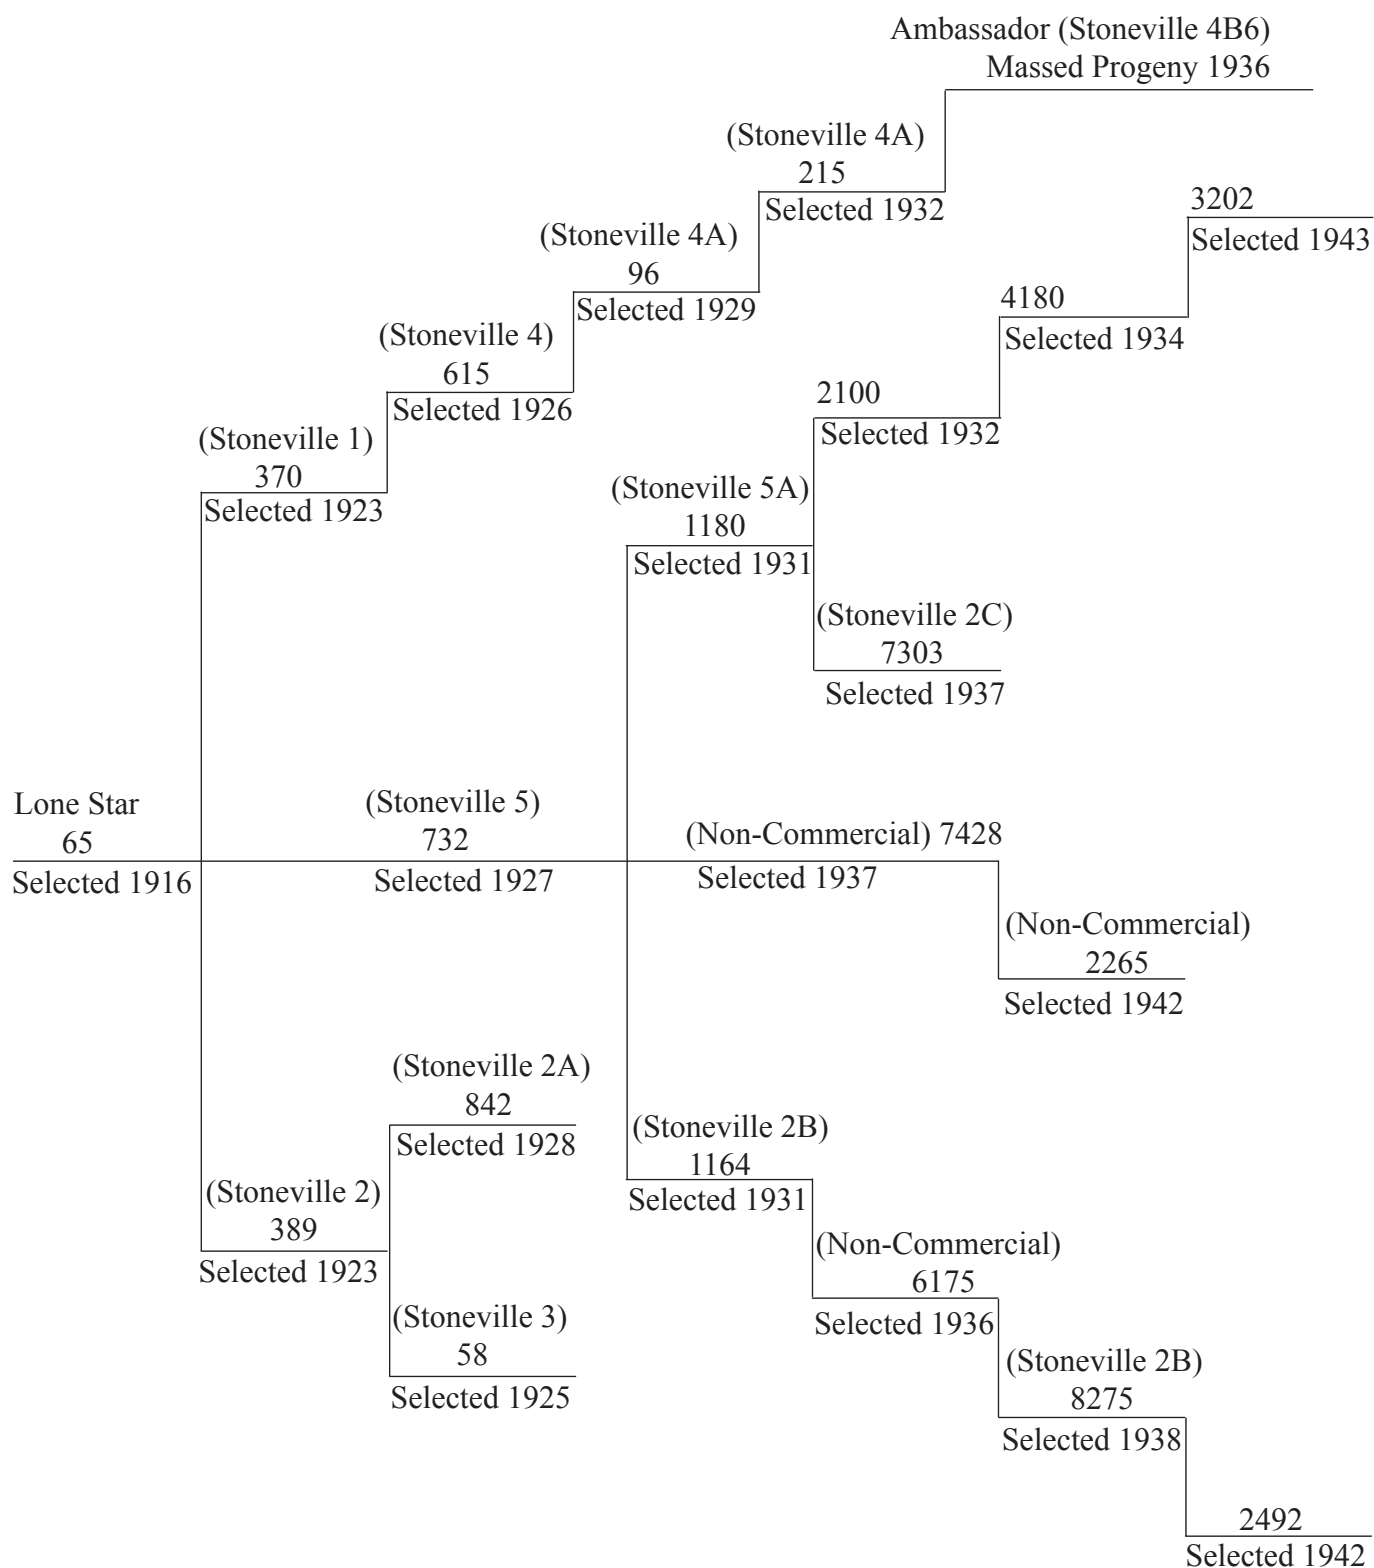 Ambassador (Stoneville 4B6)
Massed Progeny 1936
(Stoneville 4A)
215
Selected 1932
3202
Selected 1943
(Stoneville 4A)
96
Selected 1929
4180
Selected 1934
(Stoneville 4)
615
Selected 1926
2100
Selected 1932
(Stoneville 1)
370
Selected 1923
(Stoneville 5A)
1180
Selected 1931
(Stoneville 2C)
7303
Selected 1937
Lone Star
65
Selected 1916
(Stoneville 5)
732
Selected 1927
(Non-Commercial) 7428
Selected 1937
(Non-Commercial)
2265
Selected 1942
(Stoneville 2A)
842
Selected 1928
(Stoneville 2B)
1164
Selected 1931
(Stoneville 2)
389
Selected 1923
(Non-Commercial)
6175
Selected 1936
(Stoneville 3)
58
Selected 1925
(Stoneville 2B)
8275
Selected 1938
2492
Selected 1942